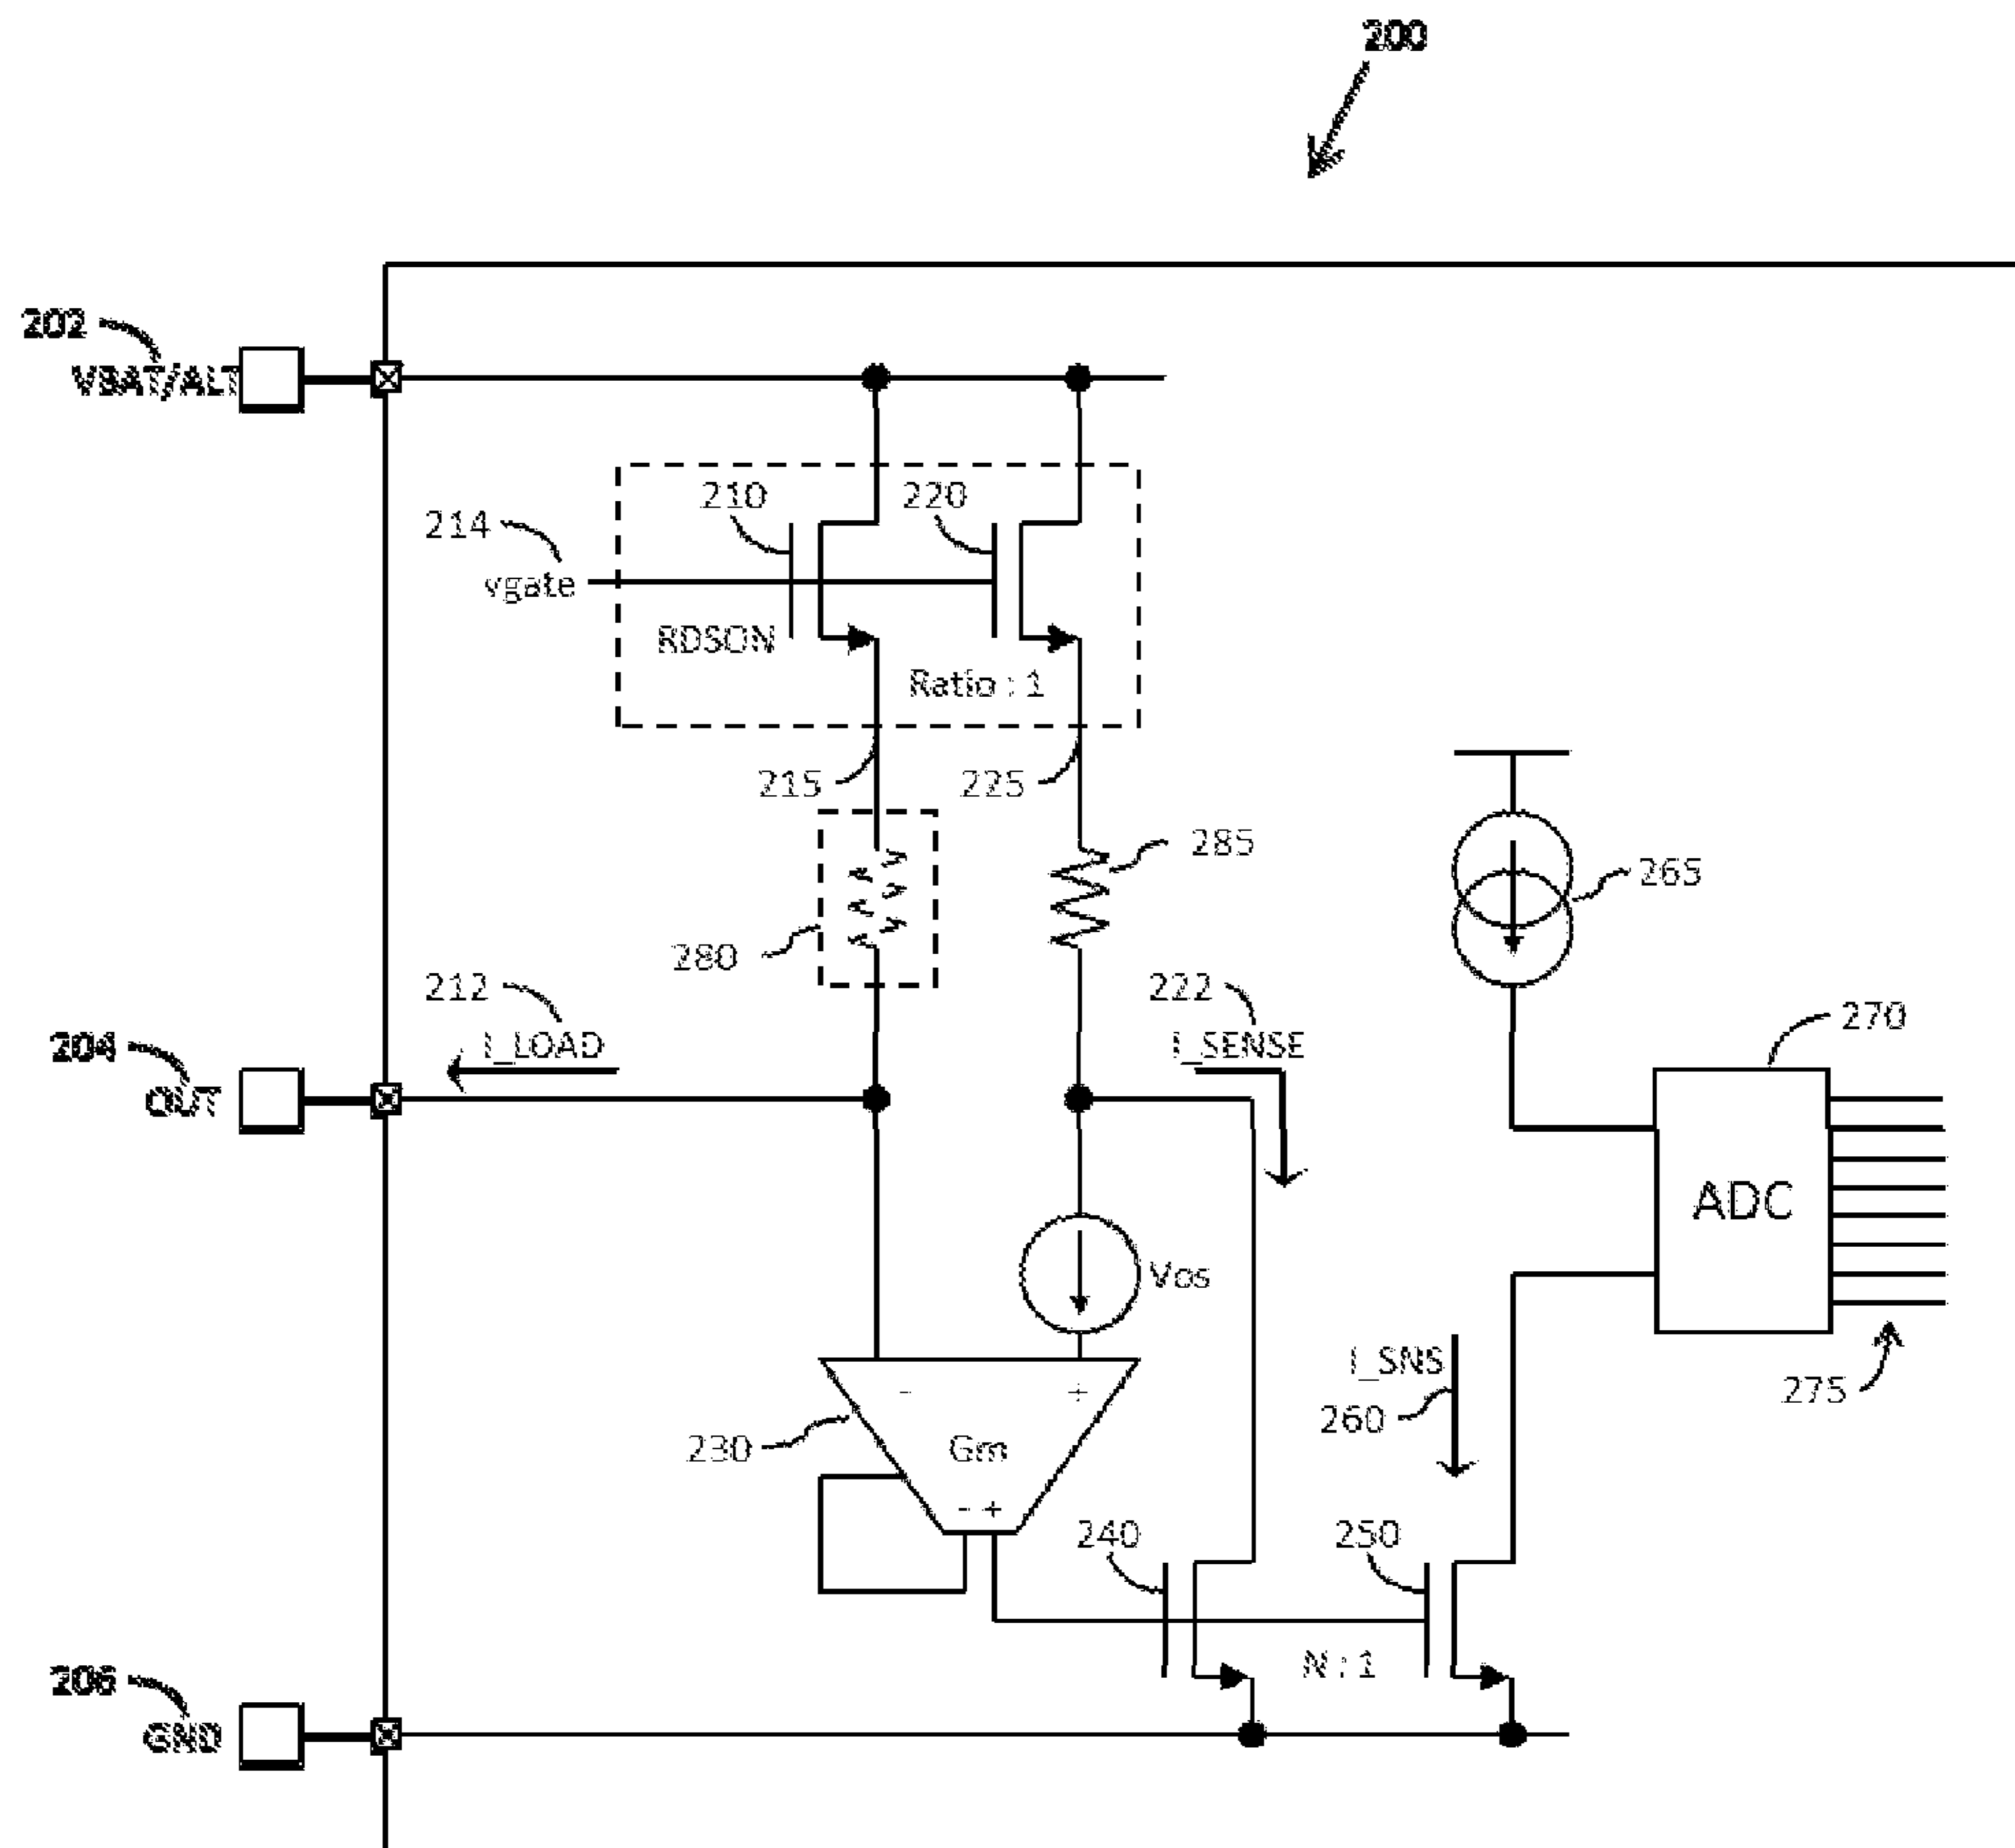 200
202
VBAT/ALT
210
220
214
vgate
RDSON
Ratio : 1
215
225
285
265
280
212
222
270
204
I_LOAD
I_SENSE
OUT
ADC
Vos
I_SNS
275
- +
260
230
Gm
- +
240
250
206
N : 1
GND